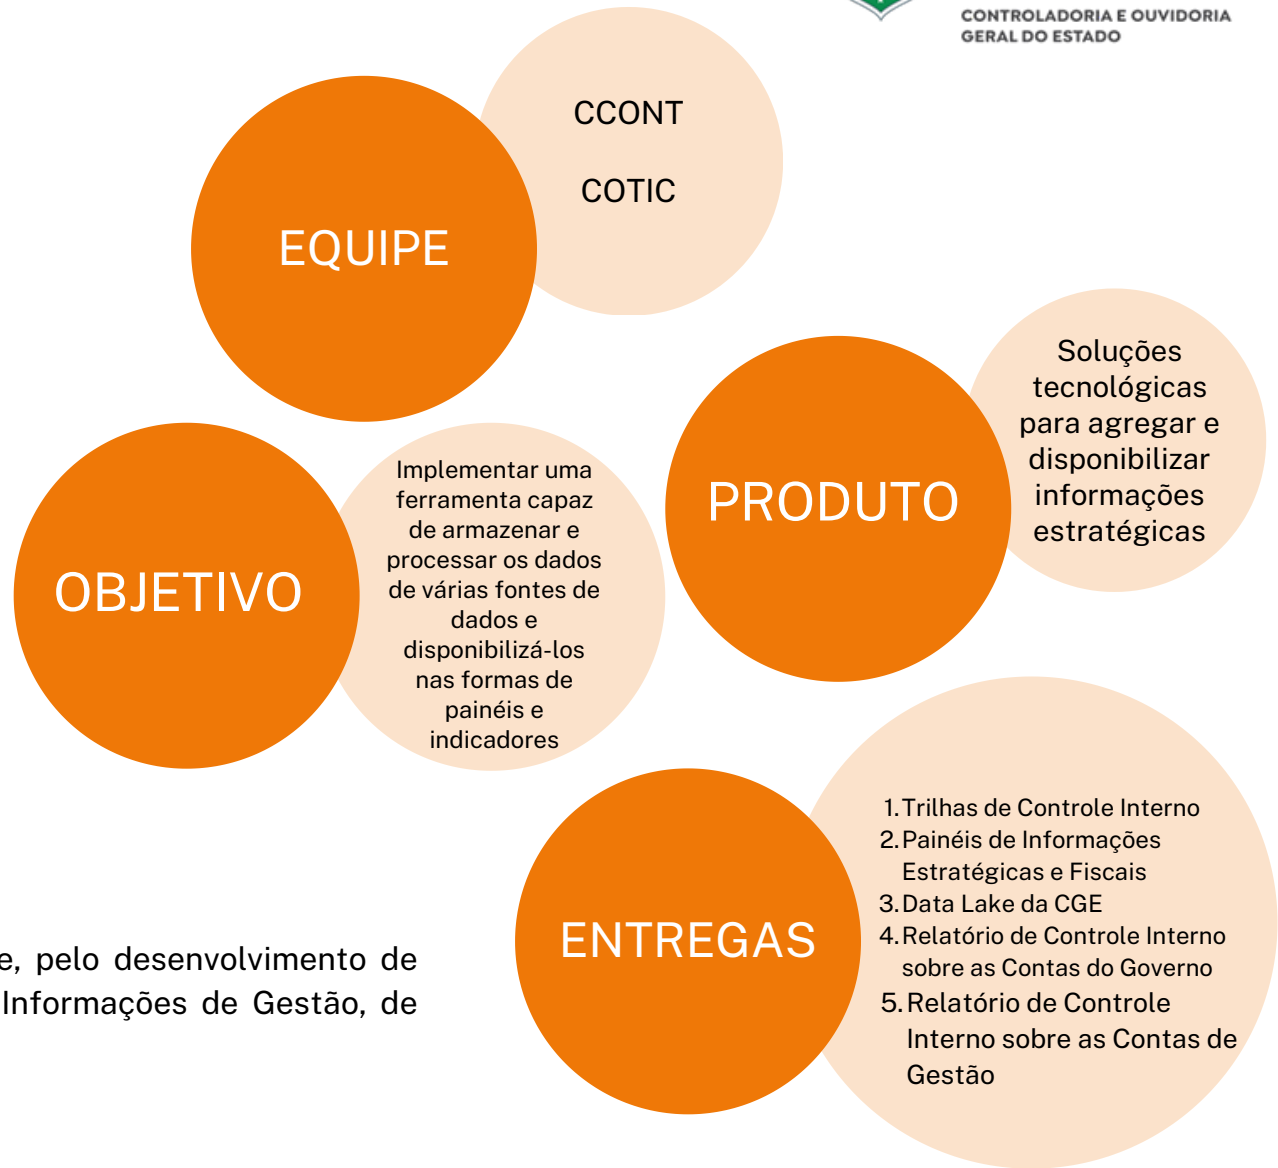 CONTROLADORIA E OUVIDORIA
GERAL DO ESTADO
CCONT
COTIC
EQUIPE
Soluções
tecnológicas
para agregar e
disponibilizar
informações
estratégicas
PRODUTO
OBJETIVO
Implementar uma
ferramenta capaz
de armazenar e
processar os dados
de várias fontes de
dados e
disponibilizá-los
nas formas de
painéis e
indicadores
ENTREGAS
1. Trilhas de Controle Interno
2. Painéis de Informações
Estratégicas e Fiscais
3. Data Lake da CGE
4. Relatório de Controle Interno
sobre as Contas do Governo
5. Relatório de Controle
Interno sobre as Contas de
Gestão
e, pelo desenvolvimento de
Informações de Gestão, de